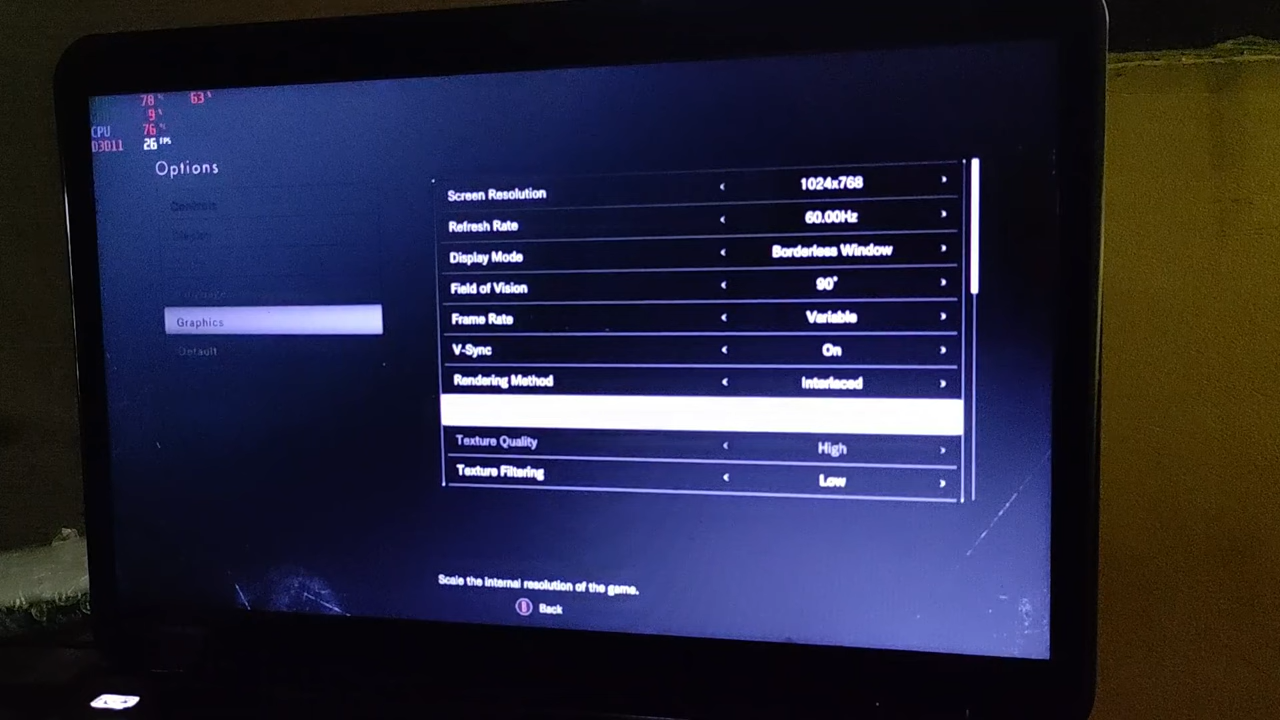 78 % 63 %
9 %
CPU 76 %
D3D11 26 FPS
Options
Controls
Graphics
Default
Screen Resolution ‹ 1024x768 ›
Refresh Rate ‹ 60.00Hz ›
Display Mode ‹ Borderless Window ›
Field of Vision ‹ 90° ›
Frame Rate ‹ Variable ›
V-Sync ‹ On ›
Rendering Method ‹ Interlaced ›
Texture Quality ‹ High ›
Texture Filtering ‹ Low ›
Scale the internal resolution of the game.
B Back